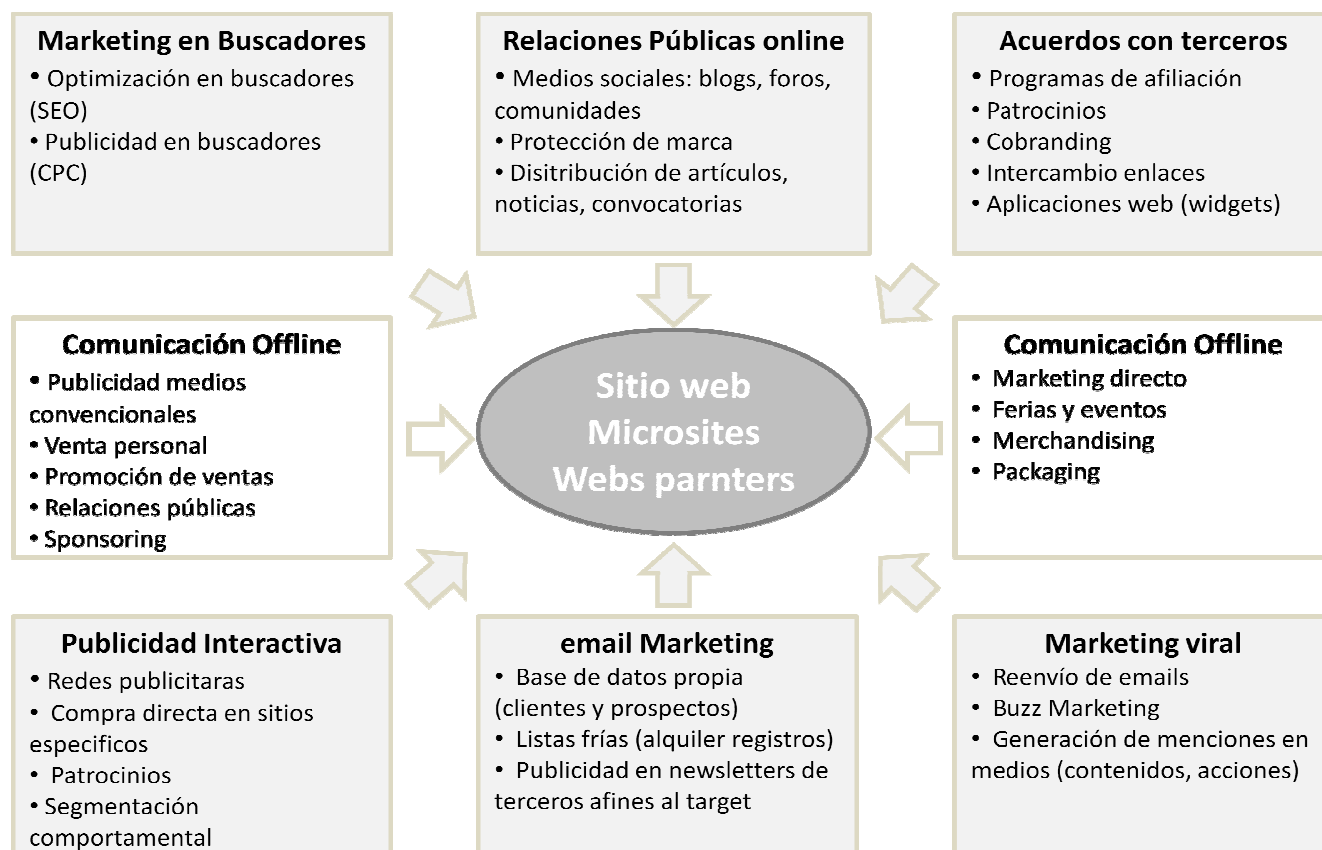 Marketing en Buscadores
• Optimización en buscadores
(SEO)
• Publicidad en buscadores
(CPC)
Relaciones Públicas online
• Medios sociales: blogs, foros,
comunidades
• Protección de marca
• Disitribución de artículos,
noticias, convocatorias
Acuerdos con terceros
• Programas de afiliación
• Patrocinios
• Cobranding
• Intercambio enlaces
• Aplicaciones web (widgets)
Comunicación Offline
• Publicidad medios
convencionales
• Venta personal
• Promoción de ventas
• Relaciones públicas
• Sponsoring
Sitio web
Microsites
Webs parnters
Comunicación Offline
• Marketing directo
• Ferias y eventos
• Merchandising
• Packaging
Publicidad Interactiva
• Redes publicitaras
• Compra directa en sitios
especificos
• Patrocinios
• Segmentación
comportamental
email Marketing
• Base de datos propia
(clientes y prospectos)
• Listas frías (alquiler registros)
• Publicidad en newsletters de
terceros afines al target
Marketing viral
• Reenvío de emails
• Buzz Marketing
• Generación de menciones en
medios (contenidos, acciones)